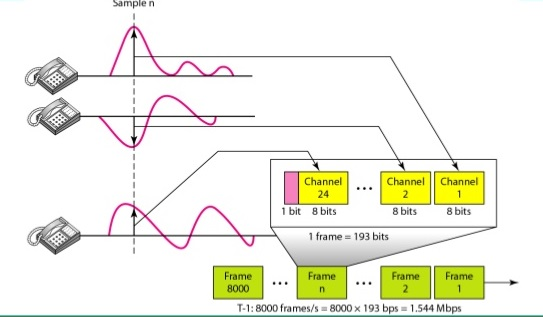 Sample n
Channel
24
...
Channel
2
Channel
1
1 bit
8 bits
8 bits
8 bits
1 frame = 193 bits
Frame
8000
...
Frame
n
...
Frame
2
Frame
1
T-1: 8000 frames/s = 8000 × 193 bps = 1.544 Mbps